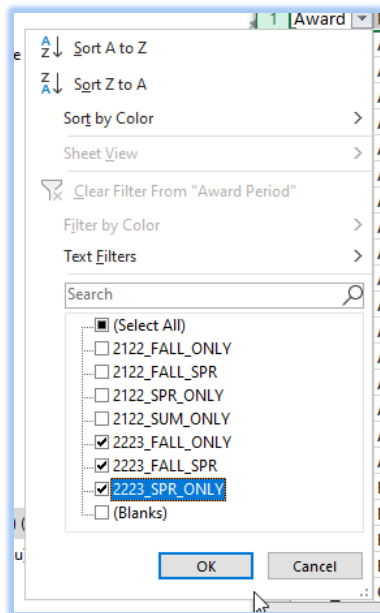 1 Award
A
Z Sort A to Z
Z
A Sort Z to A
Sort by Color
Sheet View
Clear Filter From "Award Period"
Filter by Color
Text Filters
Search
(Select All)
2122_FALL_ONLY
2122_FALL_SPR
2122_SPR_ONLY
2122_SUM_ONLY
2223_FALL_ONLY
2223_FALL_SPR
2223_SPR_ONLY
(Blanks)
OK Cancel